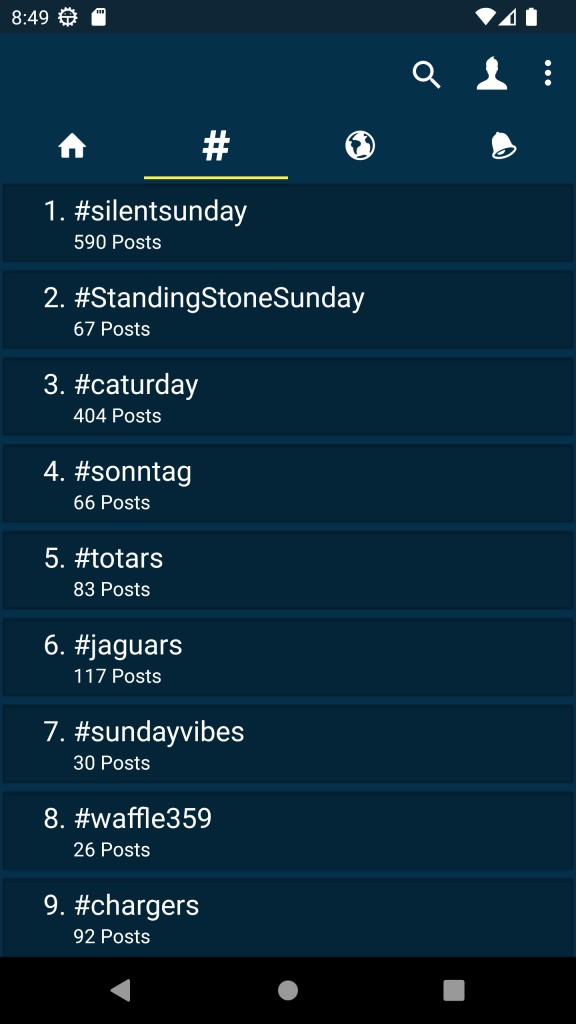 8:49
#
1. #silentsunday
590 Posts
2. #StandingStoneSunday
67 Posts
3. #caturday
404 Posts
4. #sonntag
66 Posts
5. #totars
83 Posts
6. #jaguars
117 Posts
7. #sundayvibes
30 Posts
8. #waffle359
26 Posts
9. #chargers
92 Posts